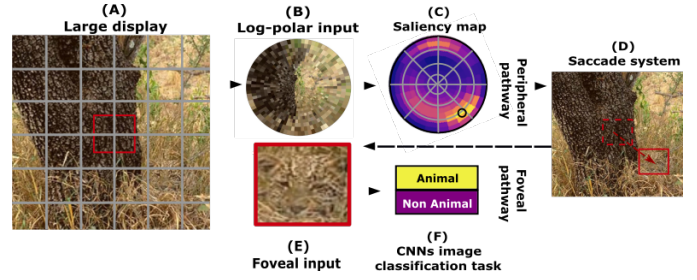 (A)
Large display
(B)
Log-polar input
(C)
Saliency map
Peripheral
pathway
(D)
Saccade system
(E)
Foveal input
Animal
Non Animal
Foveal
pathway
(F)
CNNs image
classification task